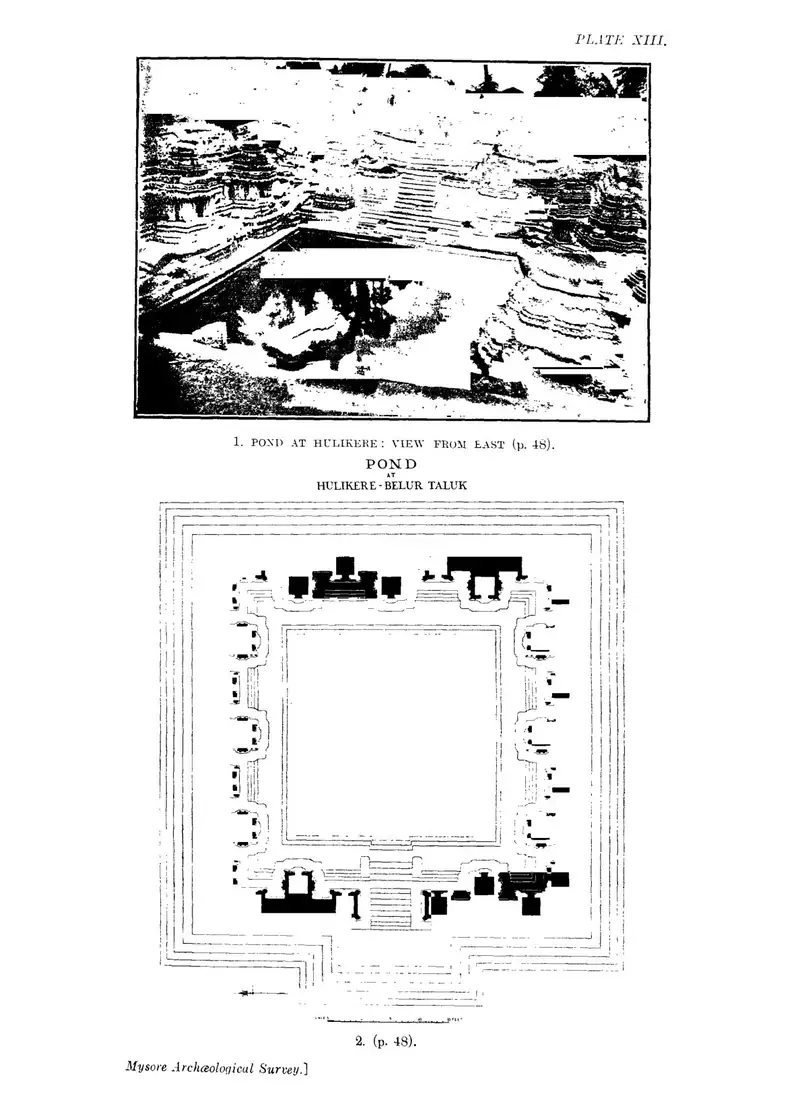 PLATE XIII.
1. POND AT HULIKERE: VIEW FROM EAST (p. 48).
POND
AT
HULIKERE-BELUR TALUK
2. (p. 48).
Mysore Archæological Survey.]